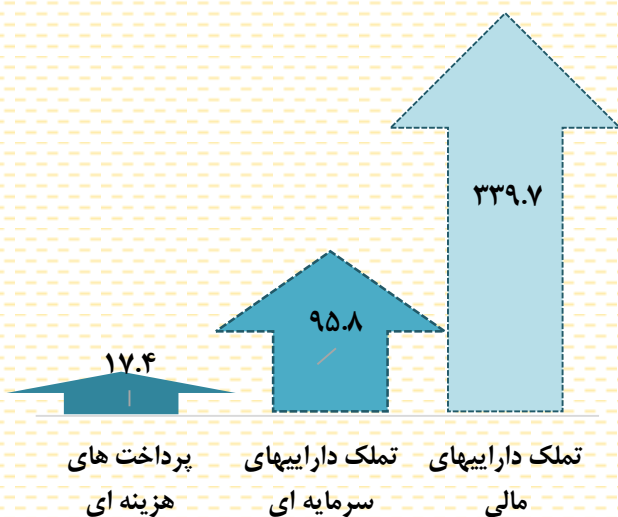 ۳۳۹.۷
۹۵.۸
۱۷.۴
تملک داراییهای
مالی
تملک داراییهای
سرمایه ای
پرداخت های
هزینه ای